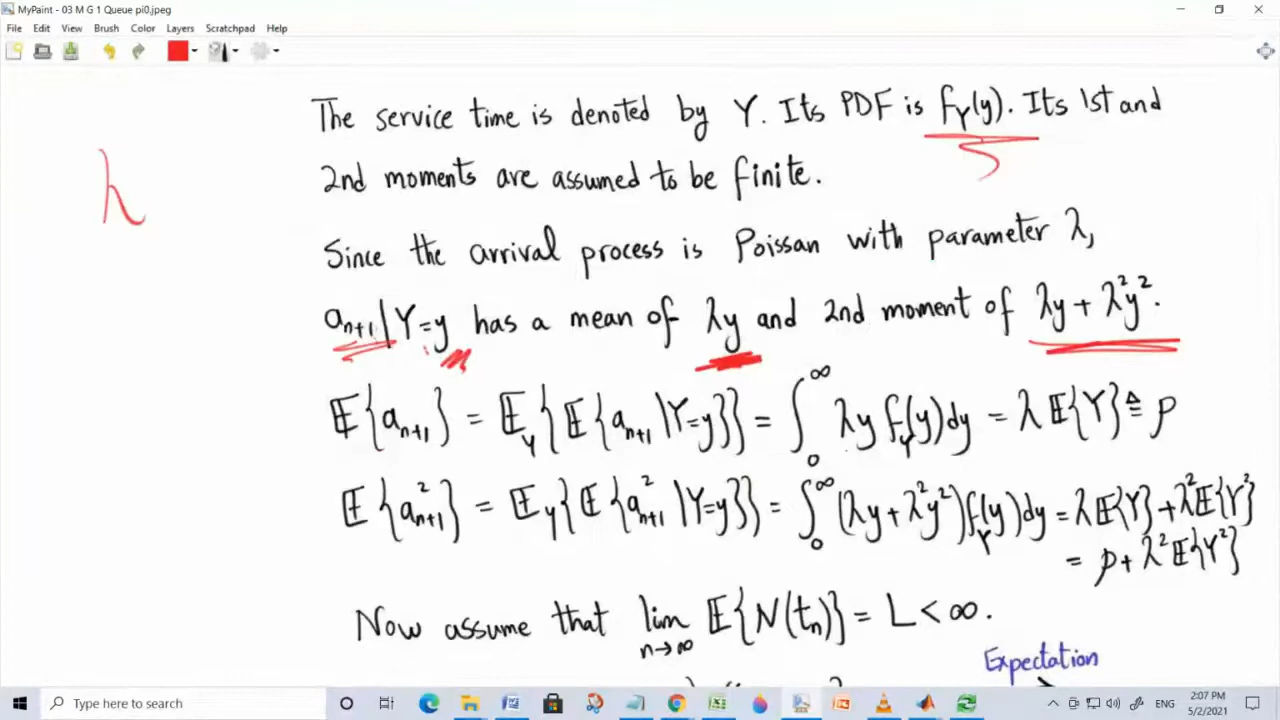 MyPaint - 03 M G 1 Queue pi0.jpeg
File Edit View Brush Color Layers Scratchpad Help
The service time is denoted by Y. Its PDF is f_Y(y). Its 1st and
2nd moments are assumed to be finite.
λ
Since the arrival process is Poissan with parameter λ,
a_{n+1}|Y=y has a mean of λy and 2nd moment of λy + λ²y².
𝔼{a_{n+1}} = 𝔼_Y{𝔼{a_{n+1}|Y=y}} = ∫_0^∞ λy f_Y(y)dy = λ𝔼{Y} ≜ ρ
𝔼{a²_{n+1}} = 𝔼_Y{𝔼{a²_{n+1}|Y=y}} = ∫_0^∞ (λy + λ²y²)f_Y(y)dy = λ𝔼{Y} + λ²𝔼{Y²}
= ρ + λ²𝔼{Y²}
Now assume that lim_{n→∞} 𝔼{N(t_n)} = L < ∞.
Expectation
Type here to search
ENG
2:07 PM
5/2/2021